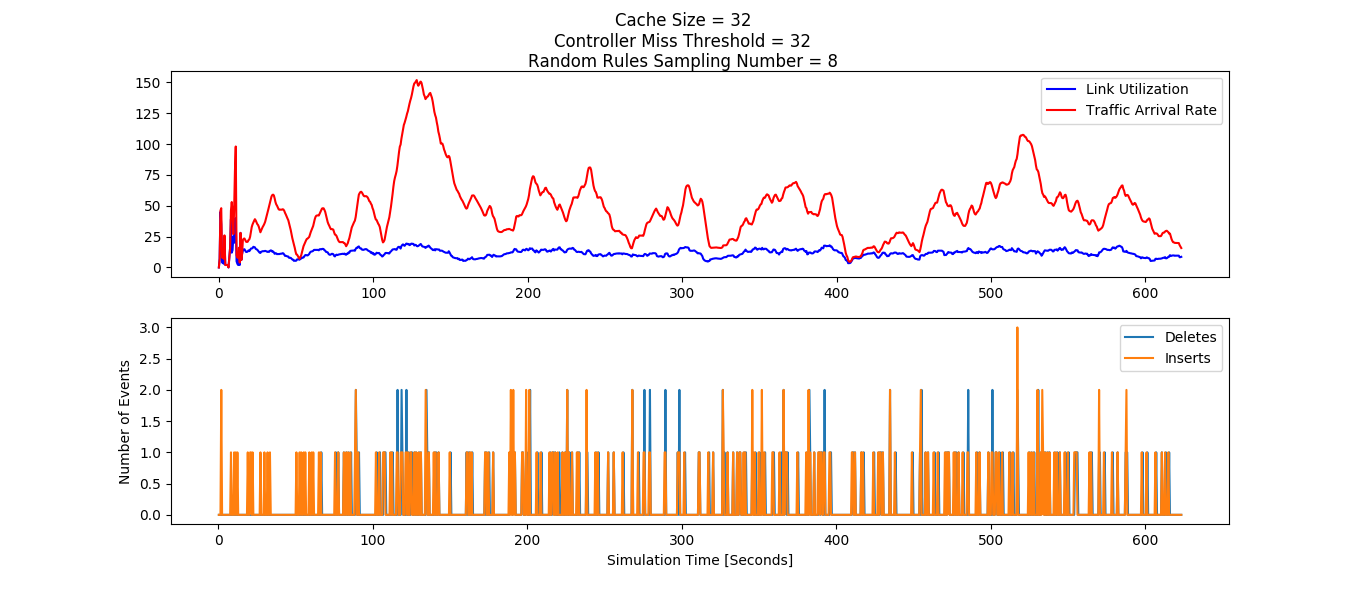 Cache Size = 32
Controller Miss Threshold = 32
Random Rules Sampling Number = 8
150
125
100
75
50
25
0
Link Utilization
Traffic Arrival Rate
0 100 200 300 400 500 600
3.0
2.5
2.0
1.5
1.0
0.5
0.0
Number of Events
Deletes
Inserts
0 100 200 300 400 500 600
Simulation Time [Seconds]